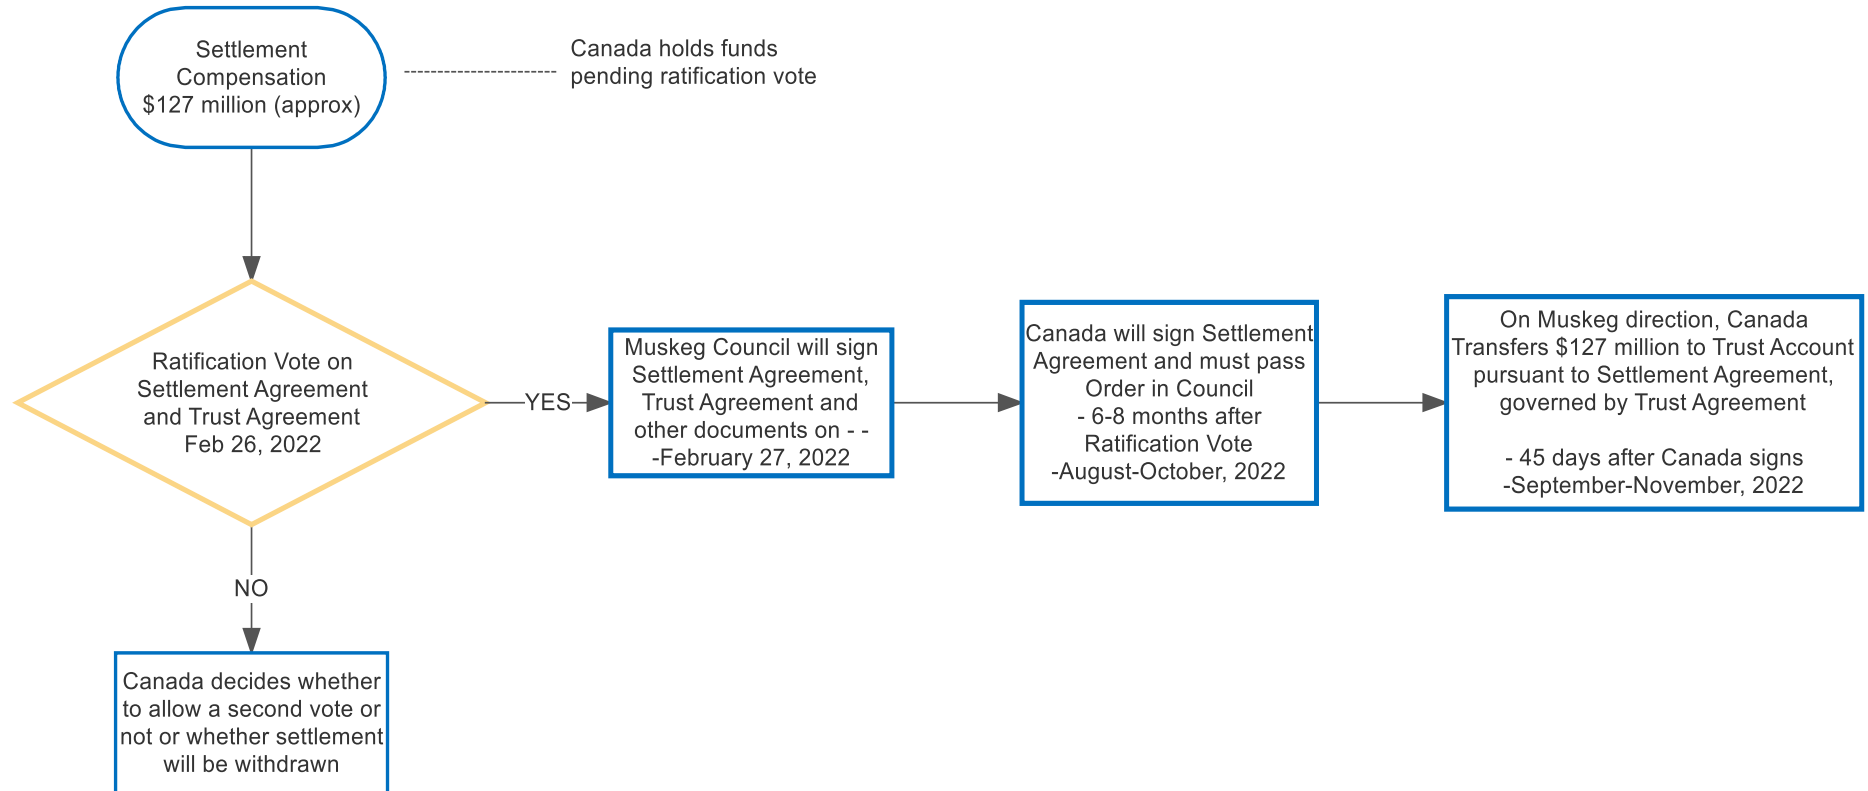 Settlement
Compensation
$127 million (approx)
Canada holds funds
pending ratification vote
Ratification Vote on
Settlement Agreement
and Trust Agreement
Feb 26, 2022
YES
Muskeg Council will sign
Settlement Agreement,
Trust Agreement and
other documents on - -
-February 27, 2022
Canada will sign Settlement
Agreement and must pass
Order in Council
- 6-8 months after
Ratification Vote
-August-October, 2022
On Muskeg direction, Canada
Transfers $127 million to Trust Account
pursuant to Settlement Agreement,
governed by Trust Agreement
- 45 days after Canada signs
-September-November, 2022
NO
Canada decides whether
to allow a second vote or
not or whether settlement
will be withdrawn